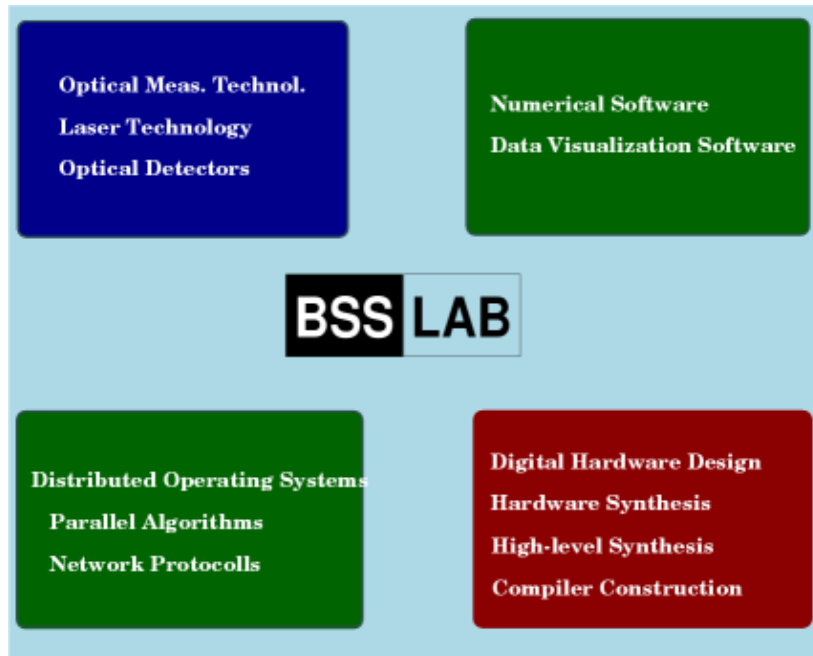 Optical Meas. Technol.
Laser Technology
Optical Detectors
Numerical Software
Data Visualization Software
BSS LAB
Distributed Operating Systems
Parallel Algorithms
Network Protocolls
Digital Hardware Design
Hardware Synthesis
High-level Synthesis
Compiler Construction